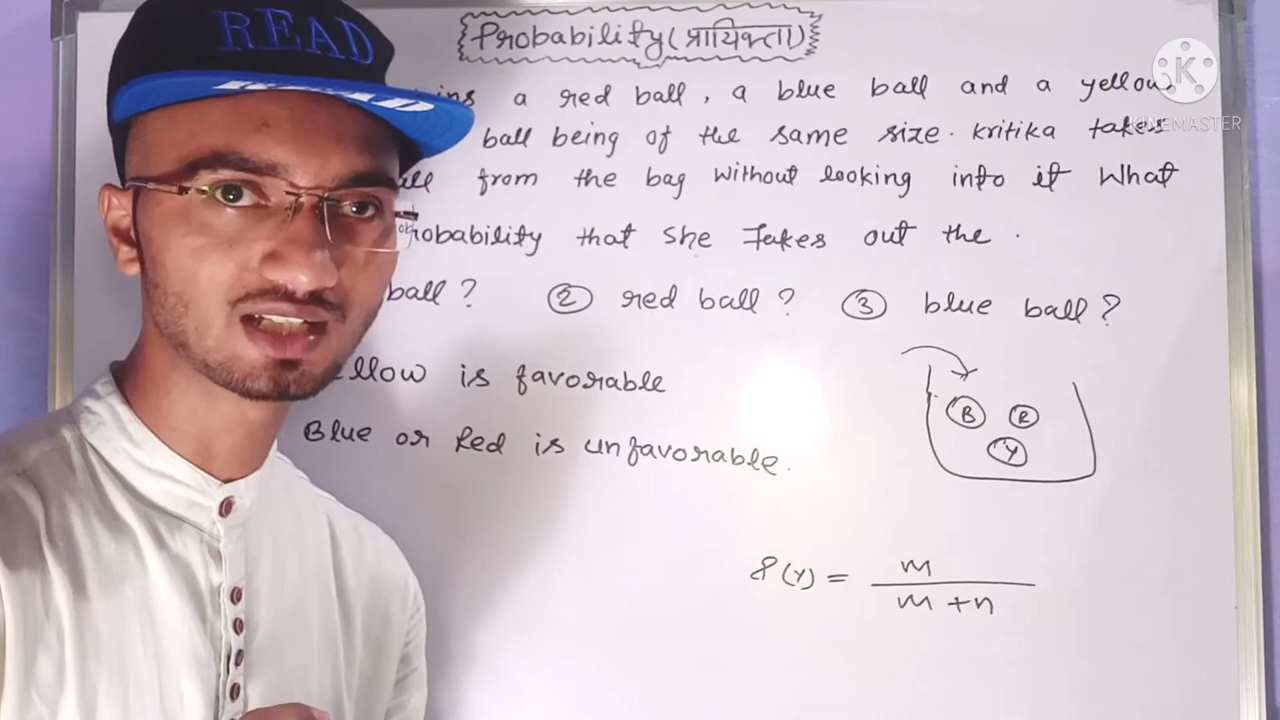 READ
Probability (प्रायिक्ता)
ins a red ball, a blue ball and a yellow
ball being of the same size. kritika takes
all from the bag without looking into it What
robability that she takes out the .
ball? ② red ball? ③ blue ball?
llow is favorable
Blue or Red is unfavorable.
B R
Y
P(Y) = m
m + n
K
KINEMASTER